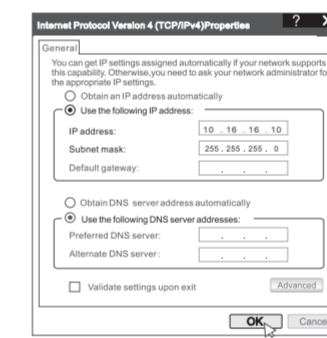 Internet Protocol Version 4 (TCP/IPv4)Properties ?
General
You can get IP settings assigned automatically if your network supports
this capability. Otherwise,you need to ask your network administrator fo
the appropriate IP settings.
Obtain an IP address automatically
Use the following IP address:
IP address: 10 . 16 . 16 . 10
Subnet mask: 255 . 255 . 255 . 0
Default gateway: . . .
Obtain DNS server address automatically
Use the following DNS server addresses:
Preferred DNS server: . . .
Alternate DNS server: . . .
Validate settings upon exit Advanced
OK Cance